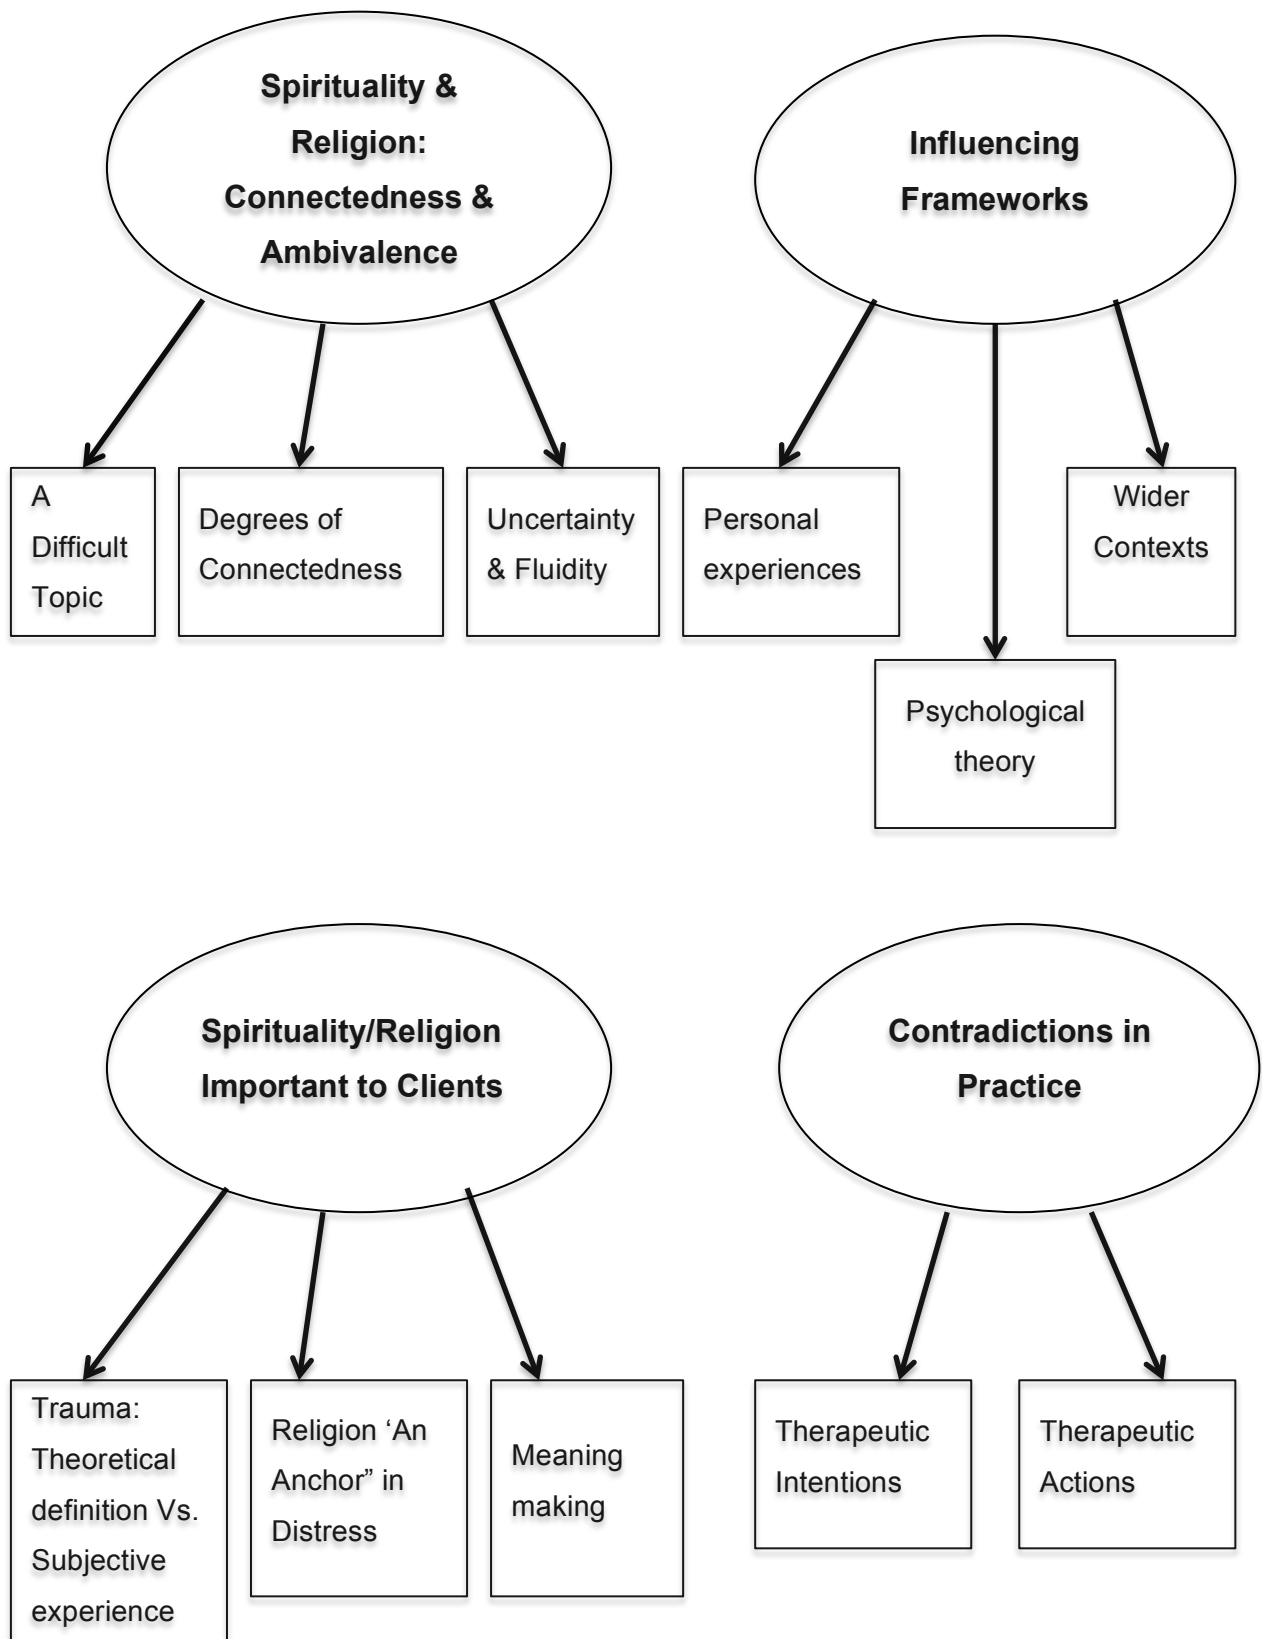 Spirituality &
Religion:
Connectedness &
Ambivalence
Influencing
Frameworks
A
Difficult
Topic
Degrees of
Connectedness
Uncertainty
& Fluidity
Personal
experiences
Wider
Contexts
Psychological
theory
Spirituality/Religion
Important to Clients
Contradictions in
Practice
Trauma:
Theoretical
definition Vs.
Subjective
experience
Religion ‘An
Anchor” in
Distress
Meaning
making
Therapeutic
Intentions
Therapeutic
Actions